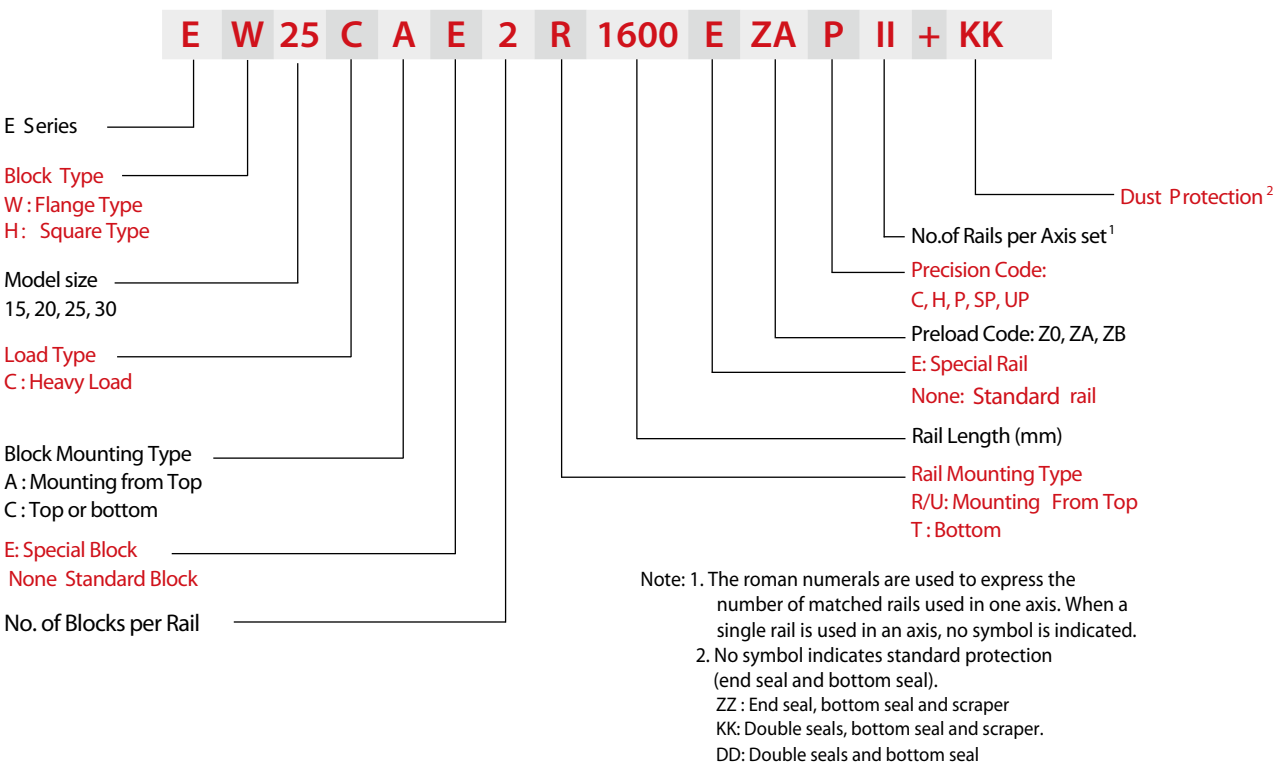 E W 25 C A E 2 R 1600 E ZA P II + KK
E Series
Block Type
W : Flange Type
H : Square Type
Model size
15, 20, 25, 30
Load Type
C : Heavy Load
Block Mounting Type
A : Mounting from Top
C : Top or bottom
E: Special Block
None Standard Block
No. of Blocks per Rail
Dust Protection 2
No.of Rails per Axis set 1
Precision Code:
C, H, P, SP, UP
Preload Code: Z0, ZA, ZB
E: Special Rail
None: Standard rail
Rail Length (mm)
Rail Mounting Type
R/U: Mounting From Top
T : Bottom
Note: 1. The roman numerals are used to express the
number of matched rails used in one axis. When a
single rail is used in an axis, no symbol is indicated.
2. No symbol indicates standard protection
(end seal and bottom seal).
ZZ : End seal, bottom seal and scraper
KK: Double seals, bottom seal and scraper.
DD: Double seals and bottom seal